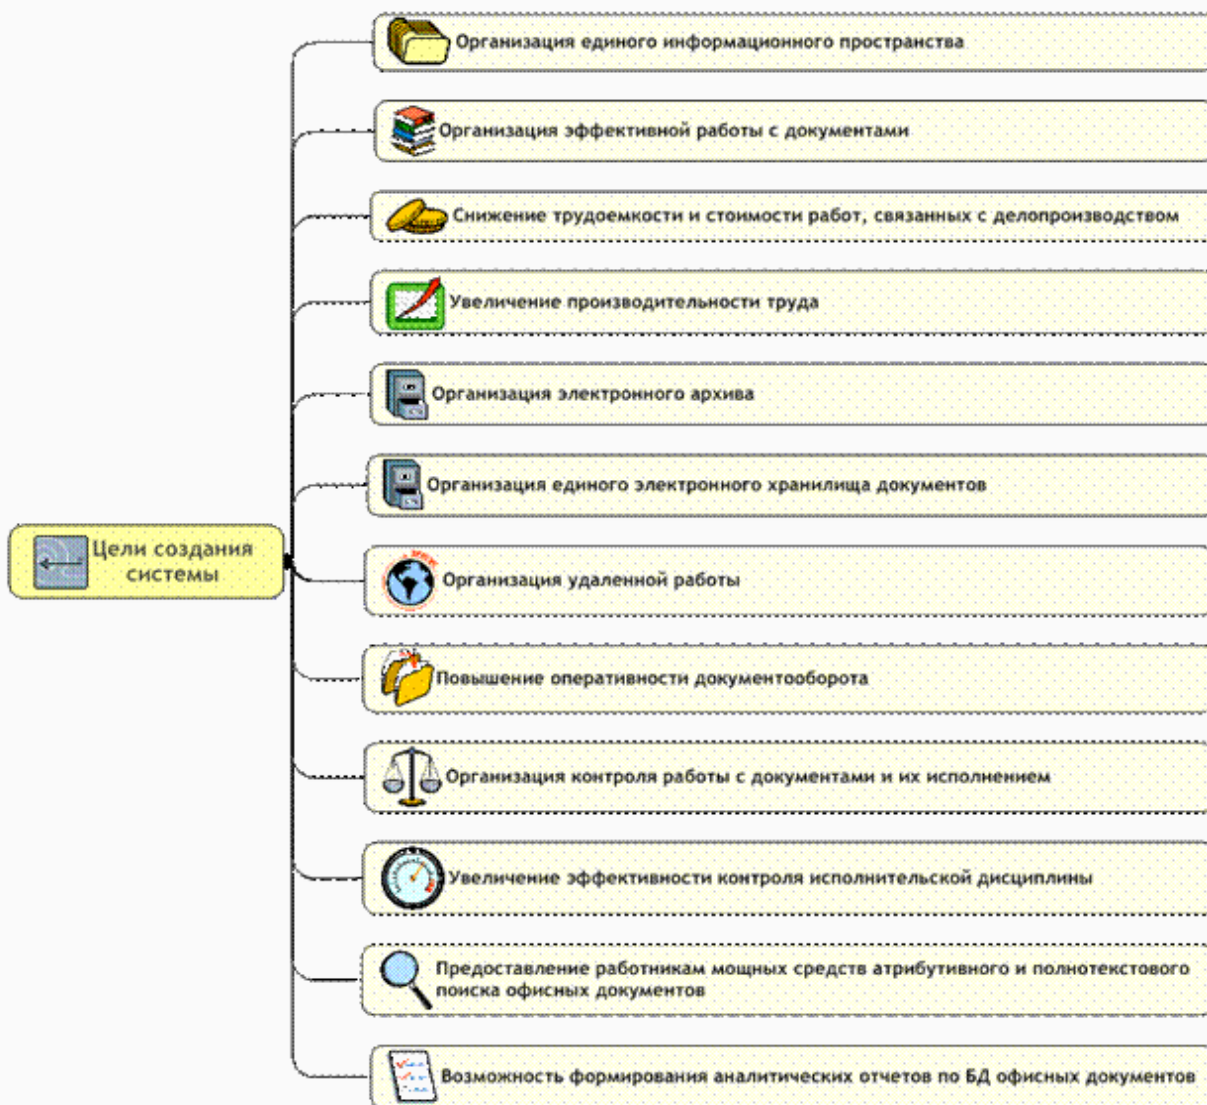 Организация единого информационного пространства
Организация эффективной работы с документами
Снижение трудоемкости и стоимости работ, связанных с делопроизводством
Увеличение производительности труда
Организация электронного архива
Организация единого электронного хранилища документов
Цели создания
системы
Организация удаленной работы
Повышение оперативности документооборота
Организация контроля работы с документами и их исполнением
Увеличение эффективности контроля исполнительской дисциплины
Предоставление работникам мощных средств атрибутивного и полнотекстового
поиска офисных документов
Возможность формирования аналитических отчетов по БД офисных документов